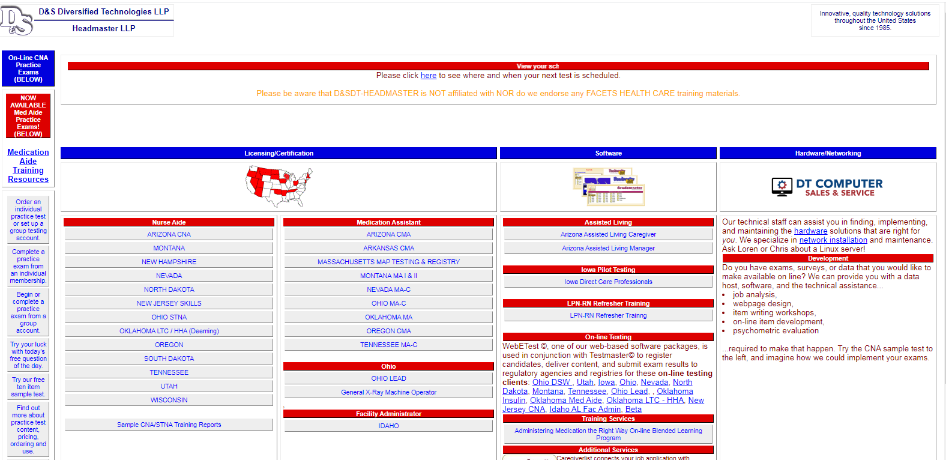 D&S Diversified Technologies LLP
Headmaster LLP
Innovative, quality technology solutions
throughout the United States
since 1985.
On-Line CNA
Practice
Exams
(BELOW)
NOW
AVAILABLE
Med Aide
Practice
Exams!
(BELOW)
Medication
Aide
Training
Resources
Order an
individual
practice test
or set up a
group testing
account
Complete a
practice
exam from
an individual
membership.
Begin or
complete a
practice
exam from a
group
account.
Try your luck
with today's
free question
of the day.
Try our free
ten item
sample test.
Find out
more about
practice test
content,
pricing,
ordering and
use.
View your sch
Please click here to see where and when your next test is scheduled.
Please be aware that D&SDT-HEADMASTER is NOT affiliated with NOR do we endorse any FACETS HEALTH CARE training materials.
Licensing/Certification
Nurse Aide
ARIZONA CNA
MONTANA
NEW HAMPSHIRE
NEVADA
NORTH DAKOTA
NEW JERSEY SKILLS
OHIO STNA
OKLAHOMA LTC / HHA (Deeming)
OREGON
SOUTH DAKOTA
TENNESSEE
UTAH
WISCONSIN
Sample CNA/STNA Training Reports
Medication Assistant
ARIZONA CMA
ARKANSAS CMA
MASSACHUSETTS MAP TESTING & REGISTRY
MONTANA MA I & II
NEVADA MA-C
OHIO MA-C
OKLAHOMA MA
OREGON CMA
TENNESSEE MA-C
Ohio
OHIO LEAD
General X-Ray Machine Operator
Facility Administrator
IDAHO
Software
Assisted Living
Arizona Assisted Living Caregiver
Arizona Assisted Living Manager
Iowa Pilot Testing
Iowa Direct Care Professionals
LPN-RN Refresher Training
LPN-RN Refresher Training
On-line Testing
WebETest ©, one of our web-based software packages, is
used in conjunction with Testmaster© to register
candidates, deliver content, and submit exam results to
regulatory agencies and registries for these on-line testing
clients. Ohio DSW , Utah, Iowa, Ohio, Nevada, North
Dakota, Montana, Tennessee, Ohio Lead, , Oklahoma
Insulin, Oklahoma Med Aide, Oklahoma LTC - HHA, New
Jersey CNA, Idaho AL Fac Admin, Beta
Training Services
Administering Medication the Right Way On-line Blended Learning
Program
Additional Services
Caregiverlist connects your job application with
Hardware/Networking
DT COMPUTER
SALES & SERVICE
Our technical staff can assist you in finding, implementing,
and maintaining the hardware solutions that are right for
you. We specialize in network installation and maintenance.
Ask Loren or Chris about a Linux server!
Development
Do you have exams, surveys, or data that you would like to
make available on line? We can provide you with a data
host, software, and the technical assistance...
• job analysis,
• webpage design,
• item writing workshops,
• on-line item development,
• psychometric evaluation
...required to make that happen. Try the CNA sample test to
the left, and imagine how we could implement your exams.